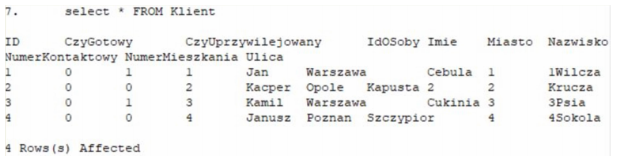 7. select * FROM Klient
ID CzyGotowy CzyUprzywilejowany IdOSoby Imie Miasto Nazwisko
NumerKontaktowy NumerMieszkania Ulica
1 0 1 1 Jan Warszawa Cebula 1 1Wilcza
2 0 0 2 Kacper Opole Kapusta 2 2 Krucza
3 0 1 3 Kamil Warszawa Cukinia 3 3Psia
4 0 0 4 Janusz Poznan Szczypior 4 4Sokola
4 Rows(s) Affected